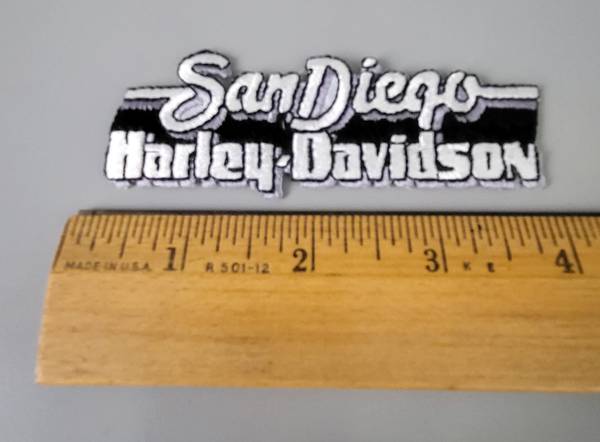 San Diego
Harley-Davidson
1 2 3 4
MADE IN U.S.A. R 501-12 K E